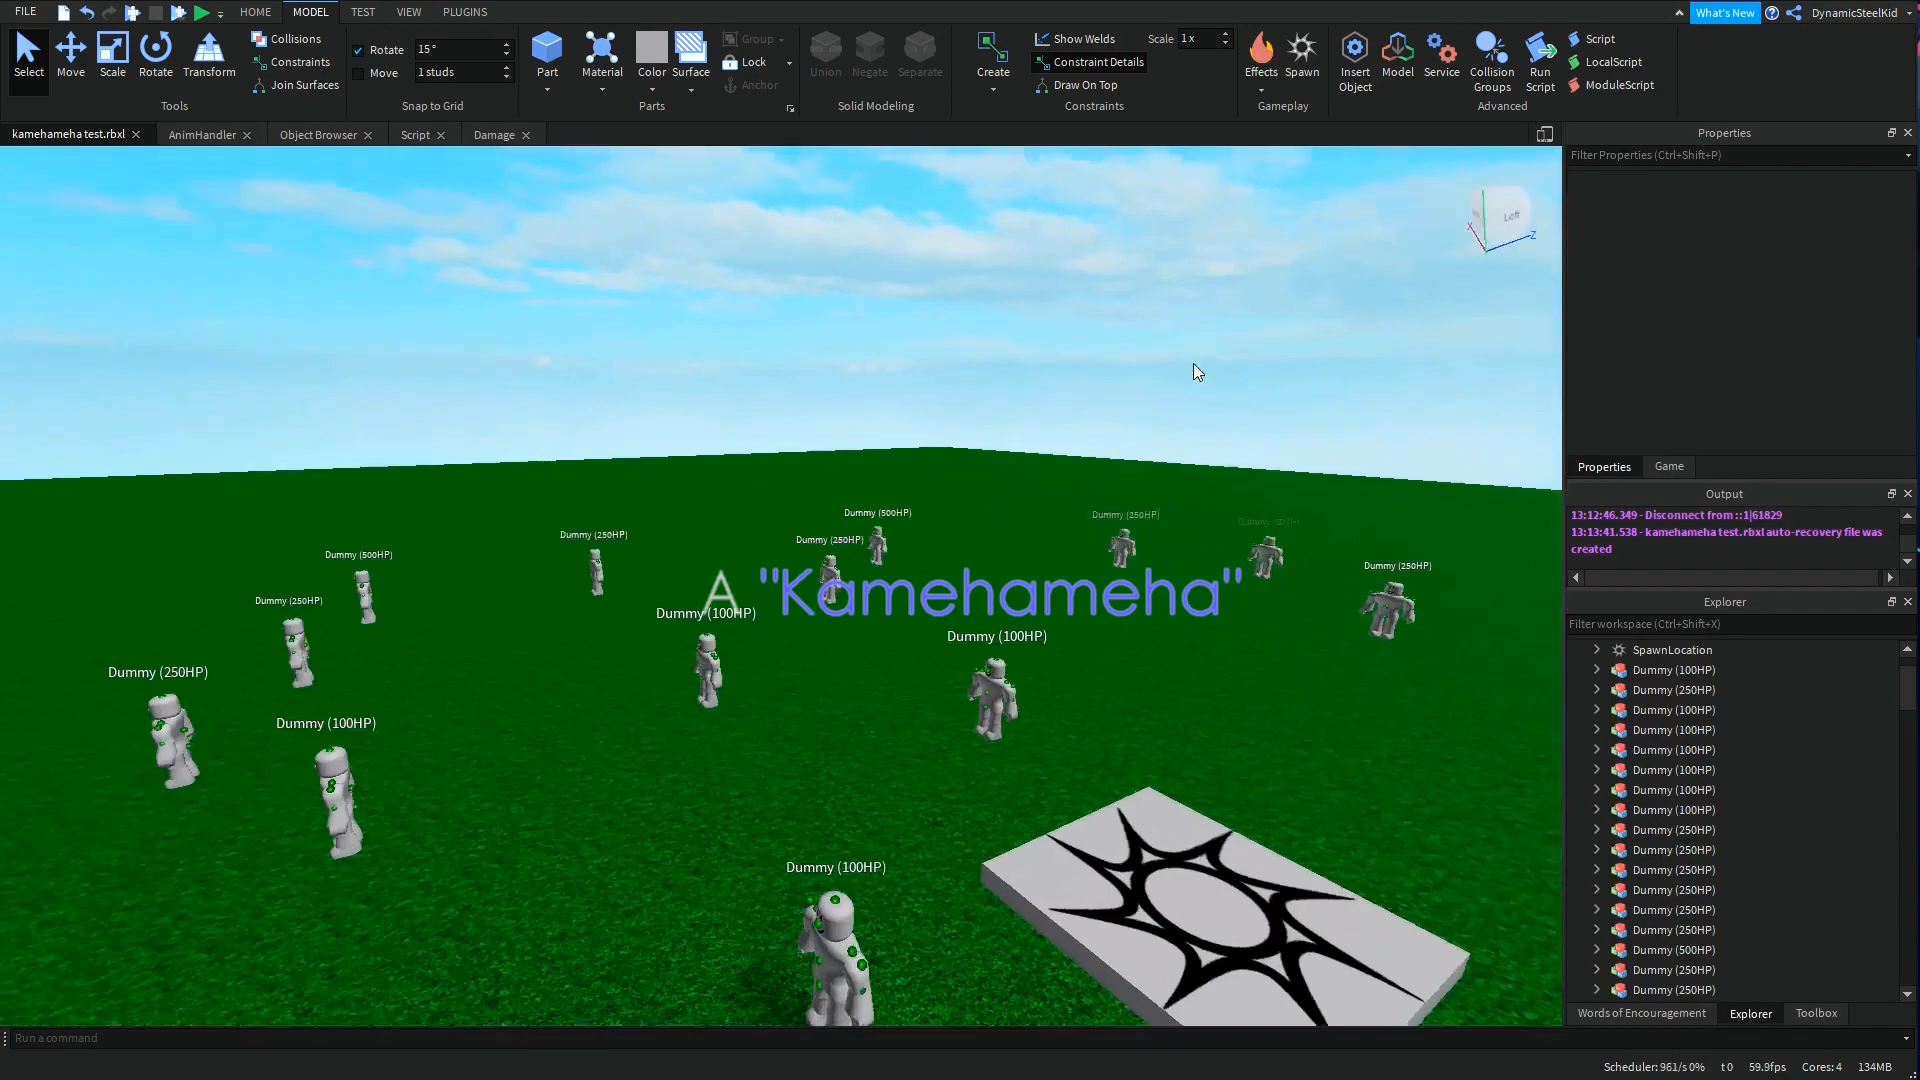 FILE HOME MODEL TEST VIEW PLUGINS What's New DynamicSteelKid
Select Move Scale Rotate Transform
Collisions
Constraints
Join Surfaces
Tools
Rotate 15°
Move 1 studs
Snap to Grid
Part Material Color Surface
Group
Lock
Anchor
Parts
Union Negate Separate
Solid Modeling
Create
Show Welds Scale 1 x
Constraint Details
Draw On Top
Constraints
Effects Spawn
Gameplay
Insert Object
Model
Service
Collision Groups
Run Script
Script
LocalScript
ModuleScript
Advanced
kamehameha test.rbxl AnimHandler Object Browser Script Damage
Properties
Filter Properties (Ctrl+Shift+P)
Left
X
Z
Properties Game
Output
13:12:46.349 - Disconnect from ::1|61829
13:13:41.538 - kamehameha test.rbxl auto-recovery file was
created
Dummy (500HP)
Dummy (250HP)
Dummy (250HP)
Dummy (250HP)
Dummy (500HP)
Dummy (250HP)
Dummy (250HP)
A "Kamehameha"
Dummy (100HP)
Dummy (100HP)
Dummy (250HP)
Dummy (100HP)
Dummy (100HP)
Explorer
Filter workspace (Ctrl+Shift+X)
SpawnLocation
Dummy (100HP)
Dummy (250HP)
Dummy (100HP)
Dummy (100HP)
Dummy (100HP)
Dummy (100HP)
Dummy (100HP)
Dummy (100HP)
Dummy (250HP)
Dummy (250HP)
Dummy (250HP)
Dummy (250HP)
Dummy (250HP)
Dummy (250HP)
Dummy (500HP)
Dummy (250HP)
Dummy (250HP)
Words of Encouragement Explorer Toolbox
Run a command
Scheduler: 961/s 0% t 0 59.9fps Cores: 4 134MB